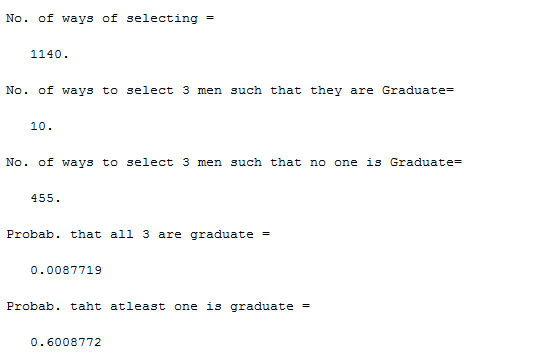 No. of ways of selecting =
1140.
No. of ways to select 3 men such that they are Graduate=
10.
No. of ways to select 3 men such that no one is Graduate=
455.
Probab. that all 3 are graduate =
0.0087719
Probab. taht atleast one is graduate =
0.6008772